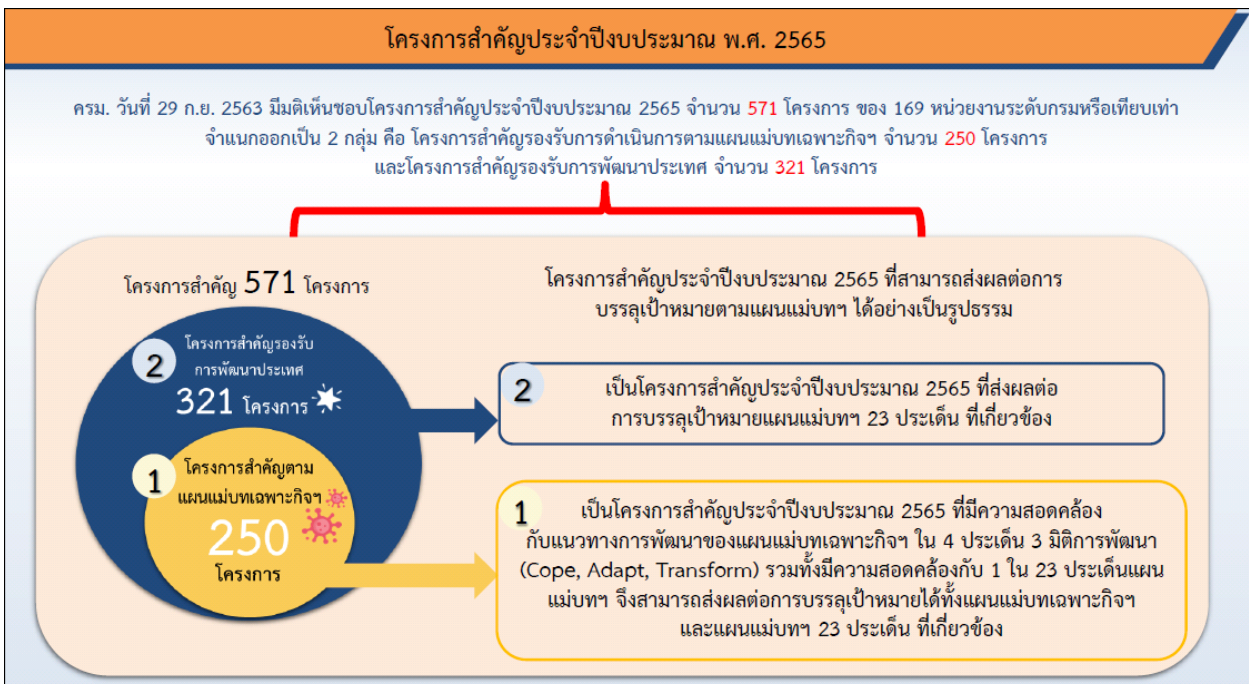 โครงการสำคัญประจำปีงบประมาณ พ.ศ. 2565
ครม. วันที่ 29 ก.ย. 2563 มีมติเห็นชอบโครงการสำคัญประจำปีงบประมาณ 2565 จำนวน 571 โครงการ ของ 169 หน่วยงานระดับกรมหรือเทียบเท่า
จำแนกออกเป็น 2 กลุ่ม คือ โครงการสำคัญรองรับการดำเนินการตามแผนแม่บทเฉพาะกิจฯ จำนวน 250 โครงการ
และโครงการสำคัญรองรับการพัฒนาประเทศ จำนวน 321 โครงการ
โครงการสำคัญ 571 โครงการ
2
โครงการสำคัญรองรับ
การพัฒนาประเทศ
321 โครงการ
1
โครงการสำคัญตาม
แผนแม่บทเฉพาะกิจฯ
250
โครงการ
โครงการสำคัญประจำปีงบประมาณ 2565 ที่สามารถส่งผลต่อการ
บรรลุเป้าหมายตามแผนแม่บทฯ ได้อย่างเป็นรูปธรรม
2
เป็นโครงการสำคัญประจำปีงบประมาณ 2565 ที่ส่งผลต่อ
การบรรลุเป้าหมายแผนแม่บทฯ 23 ประเด็น ที่เกี่ยวข้อง
1
เป็นโครงการสำคัญประจำปีงบประมาณ 2565 ที่มีความสอดคล้อง
กับแนวทางการพัฒนาของแผนแม่บทเฉพาะกิจฯ ใน 4 ประเด็น 3 มิติการพัฒนา
(Cope, Adapt, Transform) รวมทั้งมีความสอดคล้องกับ 1 ใน 23 ประเด็นแผน
แม่บทฯ จึงสามารถส่งผลต่อการบรรลุเป้าหมายได้ทั้งแผนแม่บทเฉพาะกิจฯ
และแผนแม่บทฯ 23 ประเด็น ที่เกี่ยวข้อง